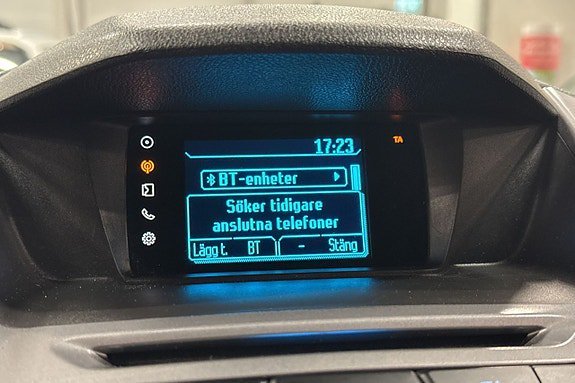 17:23
TA
BT-enheter
Söker tidigare
anslutna telefoner
Lägg t. BT - Stäng